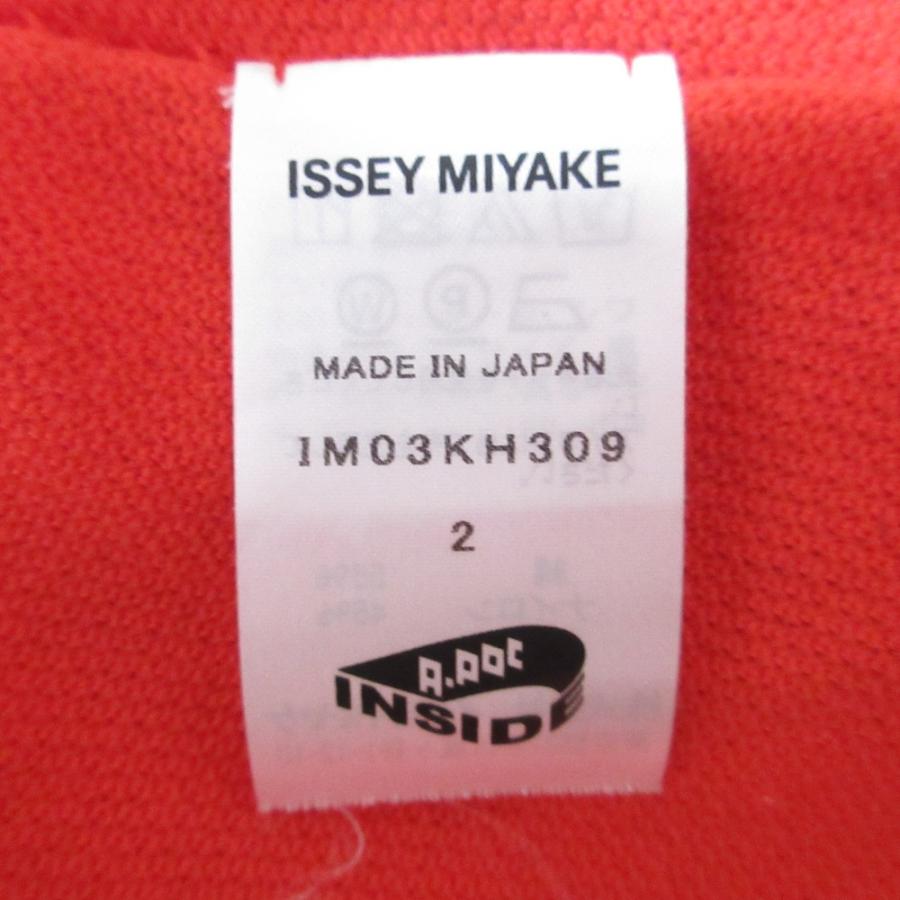 ISSEY MIYAKE
MADE IN JAPAN
IM03KH309
2
A.POC
INSIDE